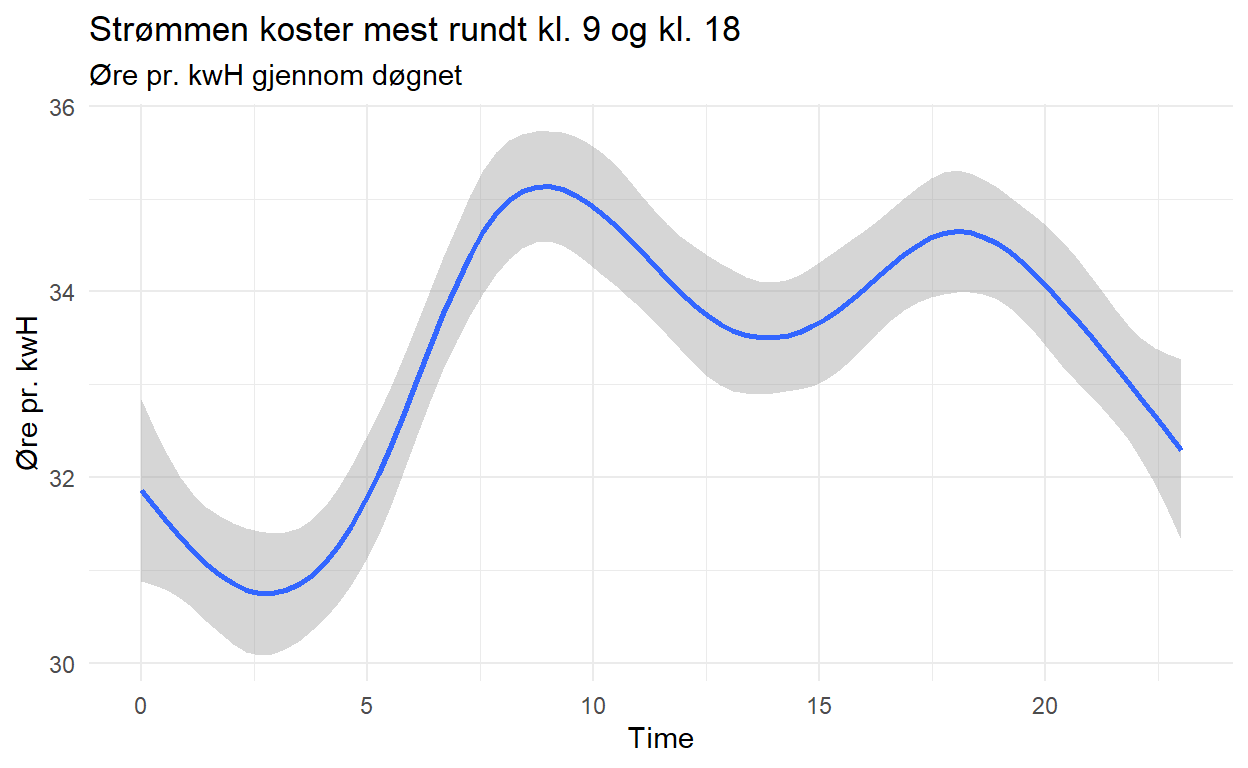 Strømmen koster mest rundt kl. 9 og kl. 18
Øre pr. kwH gjennom døgnet
36
34
32
30
Øre pr. kwH
0 5 10 15 20
Time